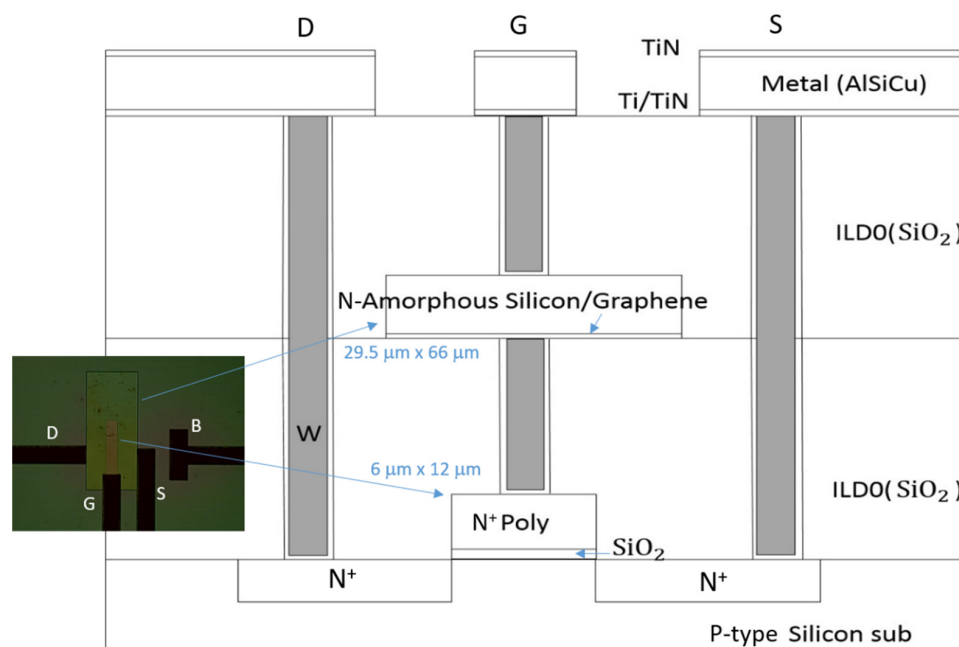 D
G
S
TiN
Metal (AlSiCu)
Ti/TiN
ILD0(SiO₂)
N-Amorphous Silicon/Graphene
29.5 µm x 66 µm
D
B
G
S
W
6 µm x 12 µm
ILD0(SiO₂)
N⁺ Poly
SiO₂
N⁺
N⁺
P-type Silicon sub